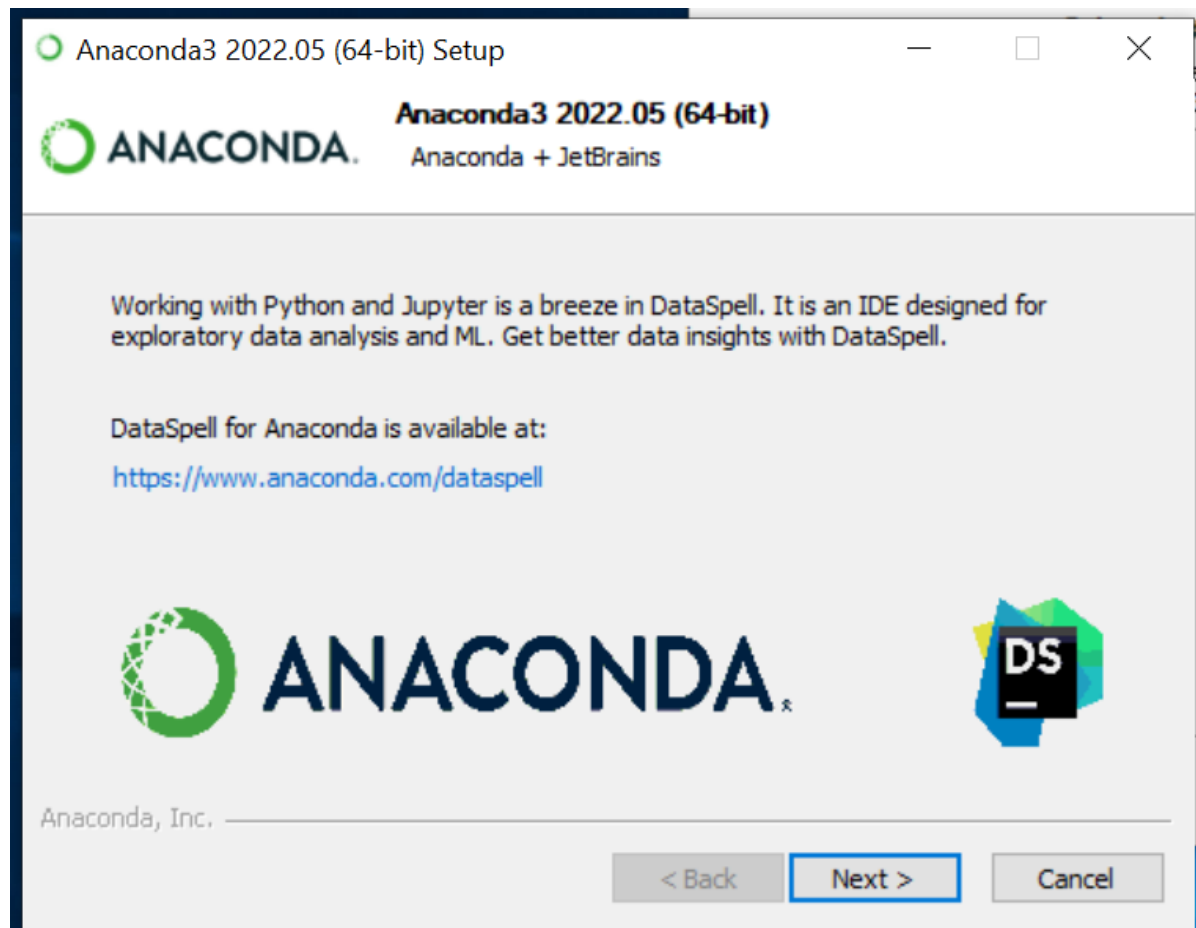 Anaconda3 2022.05 (64-bit) Setup
Anaconda3 2022.05 (64-bit)
ANACONDA.
Anaconda + JetBrains
Working with Python and Jupyter is a breeze in DataSpell. It is an IDE designed for
exploratory data analysis and ML. Get better data insights with DataSpell.
DataSpell for Anaconda is available at:
https://www.anaconda.com/dataspell
ANACONDA.
DS
Anaconda, Inc.
< Back
Next >
Cancel